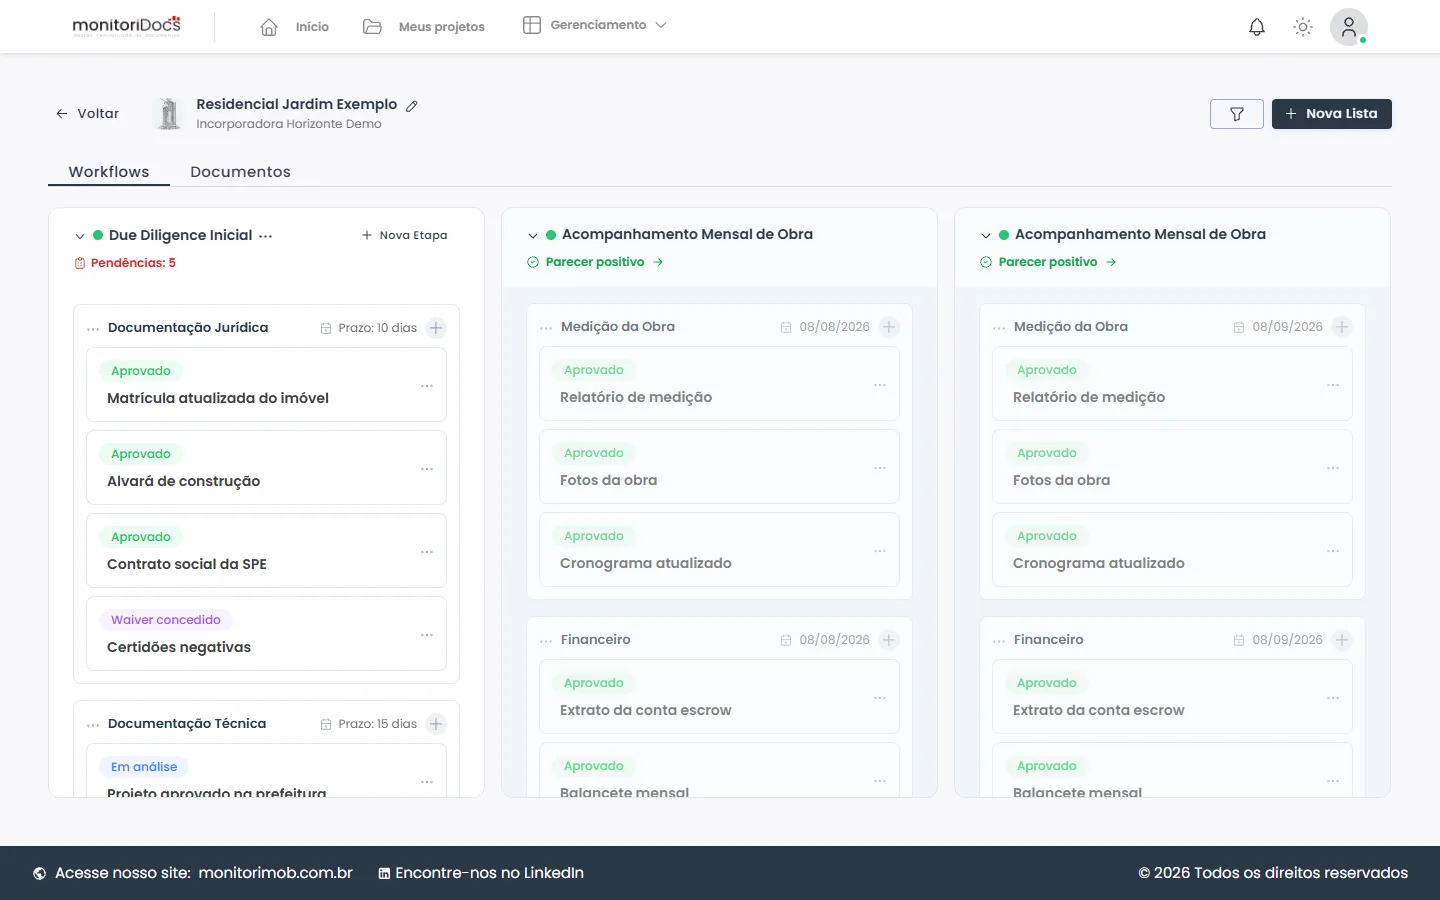 monitoriDocs
Início
Meus projetos
Gerenciamento
Voltar
Residencial Jardim Exemplo
Incorporadora Horizonte Demo
+ Nova Lista
Workflows
Documentos
Due Diligence Inicial ...
+ Nova Etapa
Pendências: 5
... Documentação Jurídica
Prazo: 10 dias
Aprovado
Matrícula atualizada do imóvel
Aprovado
Alvará de construção
Aprovado
Contrato social da SPE
Waiver concedido
Certidões negativas
... Documentação Técnica
Prazo: 15 dias
Em análise
Projeto aprovado na prefeitura
Acompanhamento Mensal de Obra
Parecer positivo →
... Medição da Obra
08/08/2026
Aprovado
Relatório de medição
Aprovado
Fotos da obra
Aprovado
Cronograma atualizado
... Financeiro
08/08/2026
Aprovado
Extrato da conta escrow
Aprovado
Balancete mensal
Acompanhamento Mensal de Obra
Parecer positivo →
... Medição da Obra
08/09/2026
Aprovado
Relatório de medição
Aprovado
Fotos da obra
Aprovado
Cronograma atualizado
... Financeiro
08/09/2026
Aprovado
Extrato da conta escrow
Aprovado
Balancete mensal
Acesse nosso site: monitorimob.com.br
Encontre-nos no LinkedIn
© 2026 Todos os direitos reservados